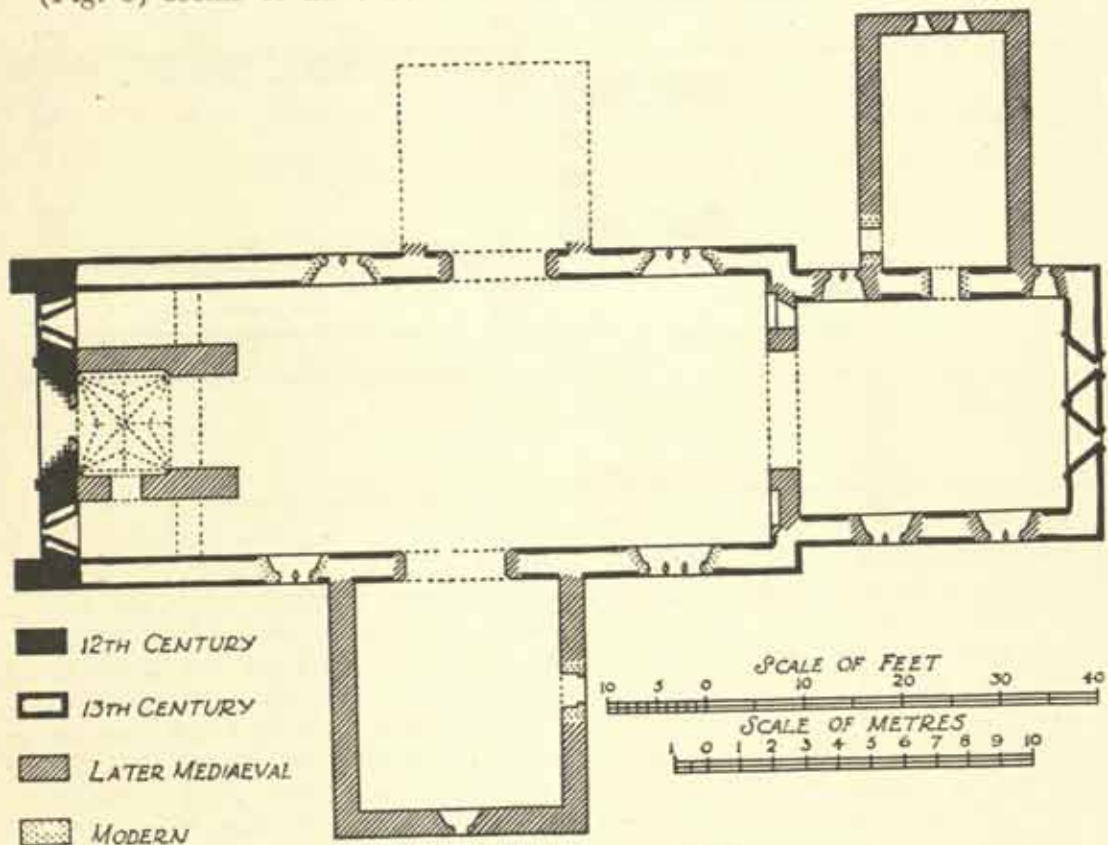 12TH CENTURY
13TH CENTURY
LATER MEDIAEVAL
MODERN
SCALE OF FEET
10 5 0 10 20 30 40
SCALE OF METRES
1 0 1 2 3 4 5 6 7 8 9 10